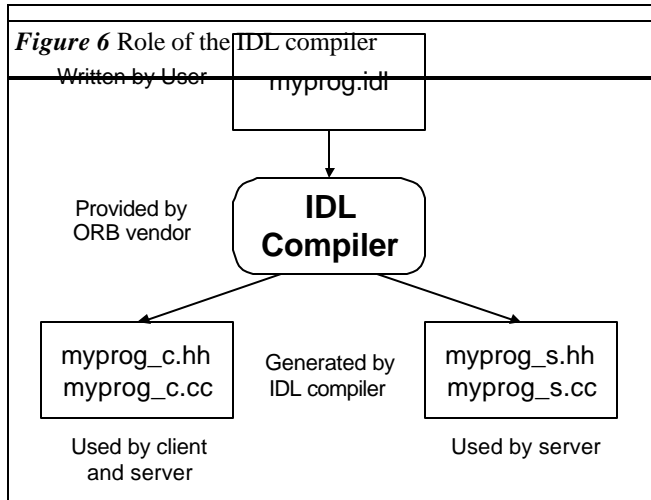 Figure 6 Role of the IDL compiler
Written by User
myprog.idl
Provided by
ORB vendor
IDL
Compiler
myprog_c.hh
myprog_c.cc
Generated by
IDL compiler
myprog_s.hh
myprog_s.cc
Used by client
and server
Used by server